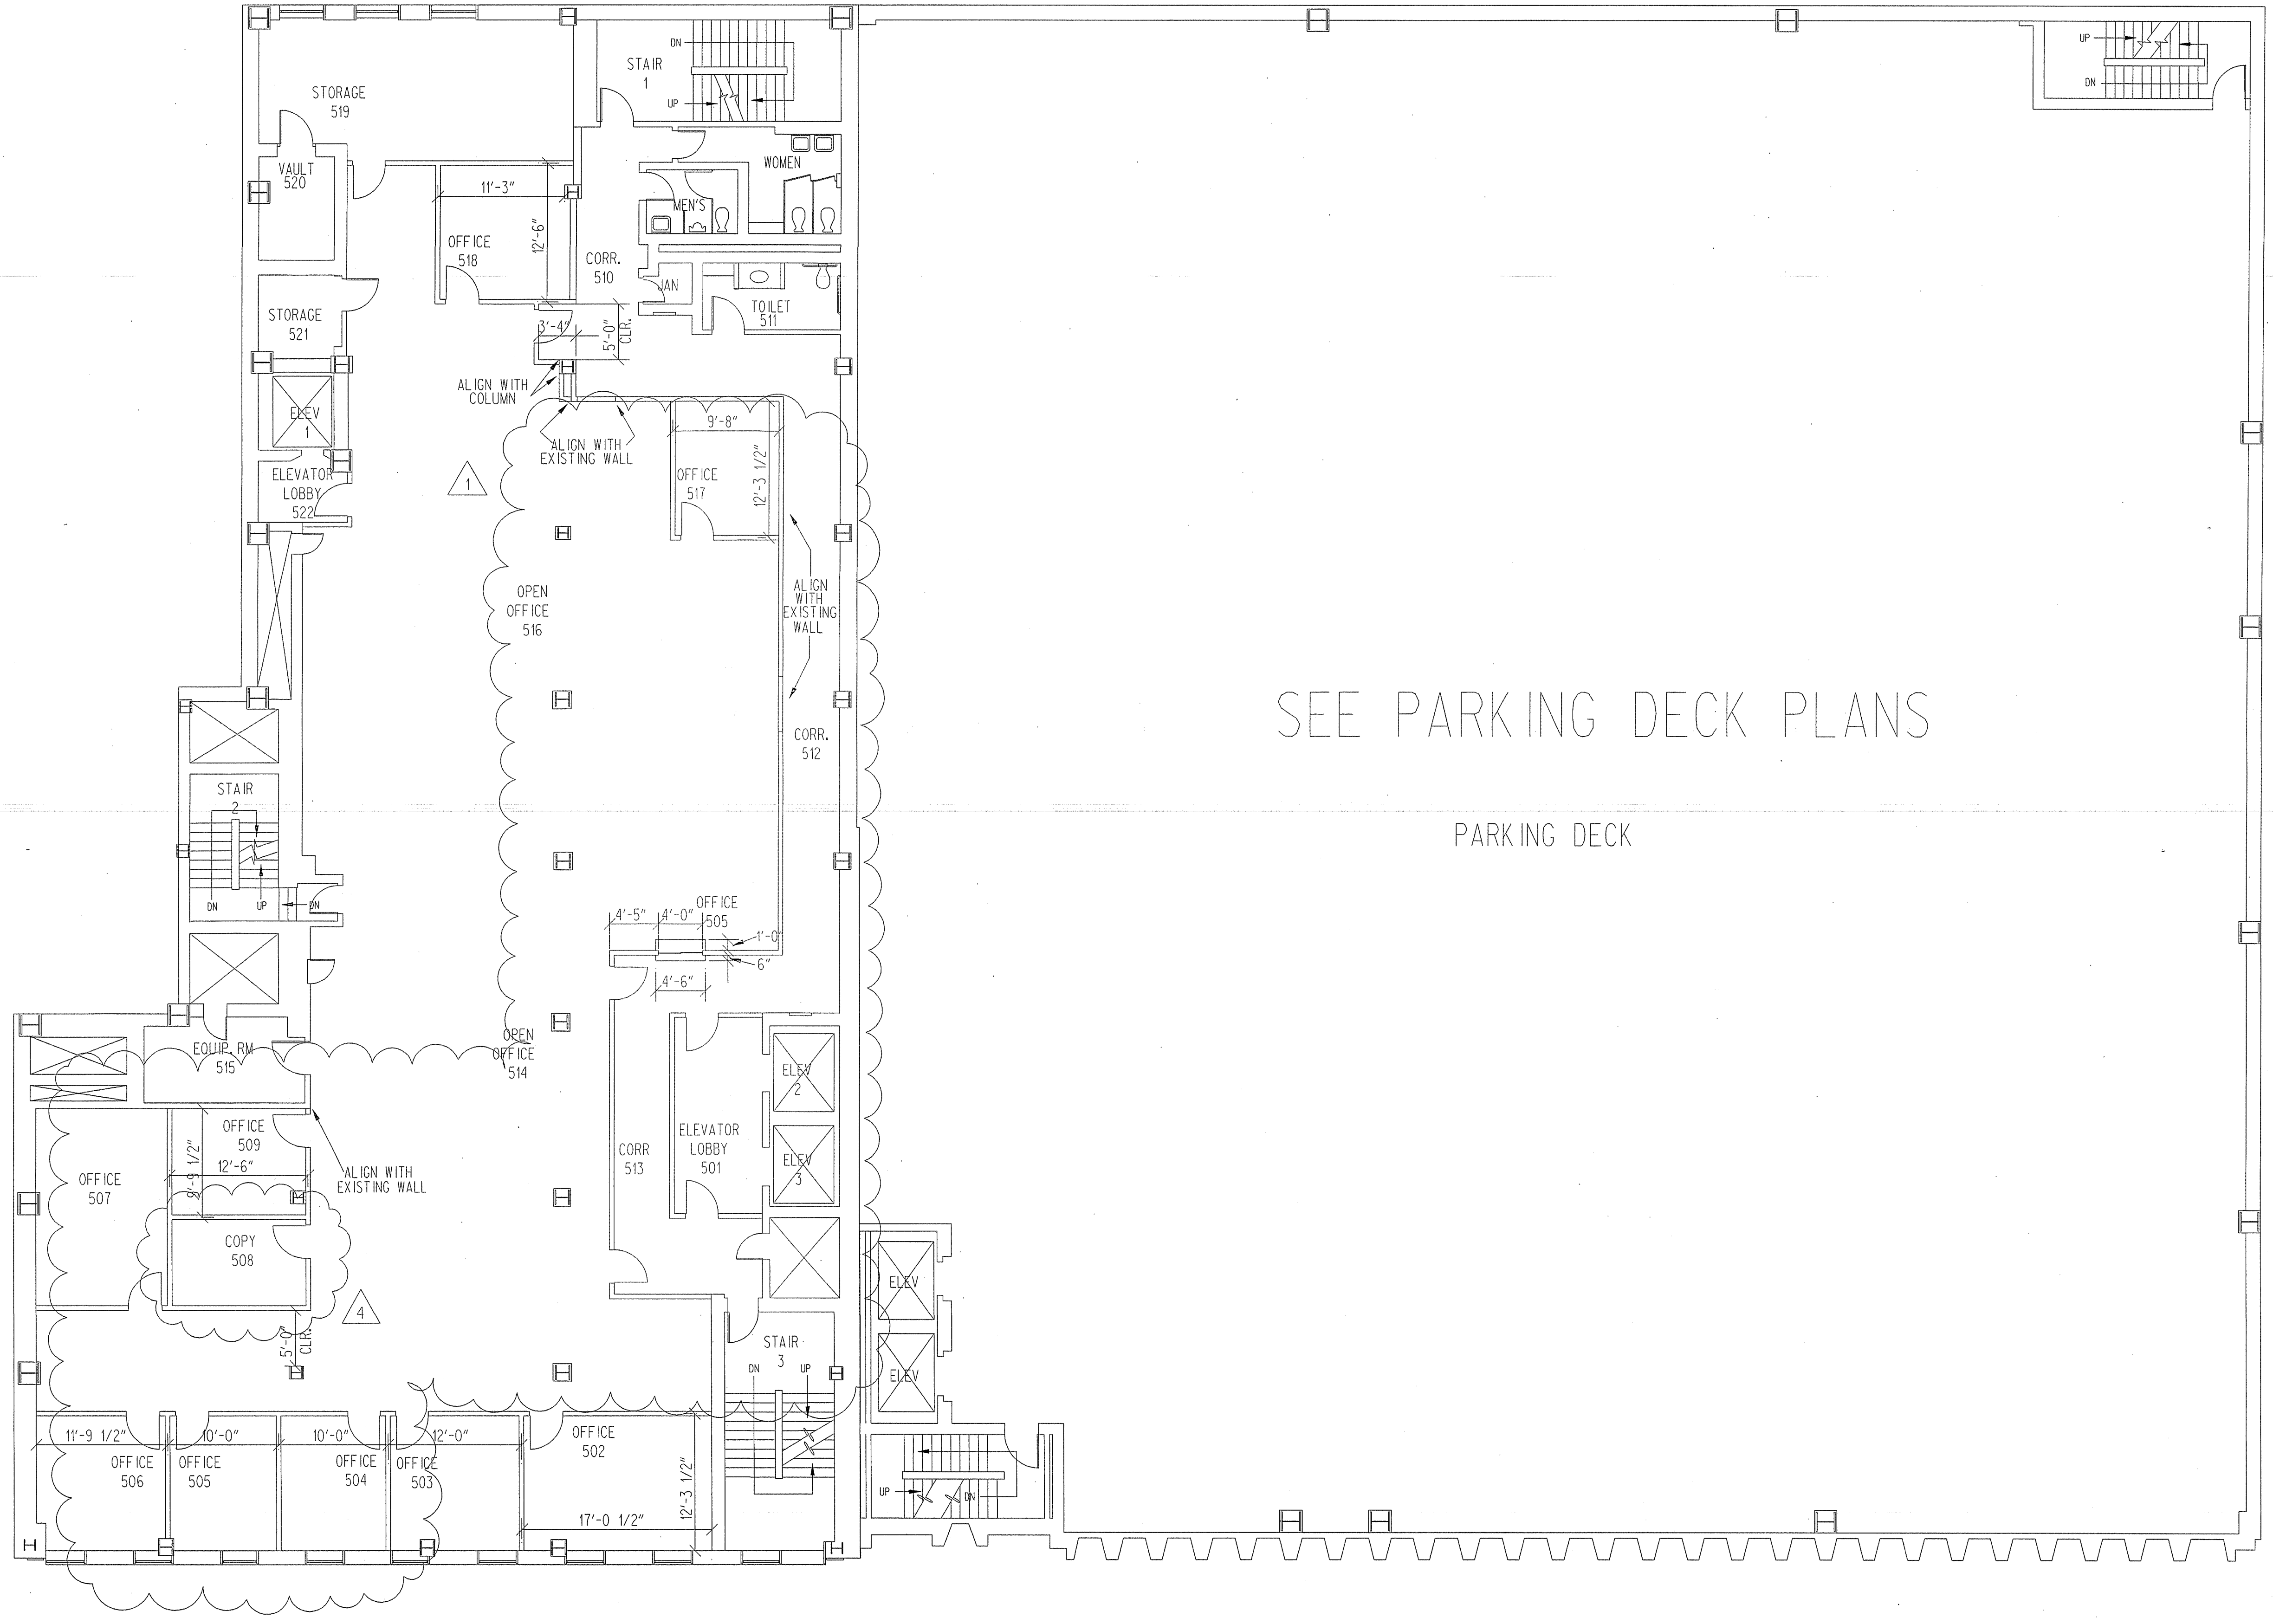 DN
STAIR
1
UP
UP
DN
STORAGE
519
VAULT
520
WOMEN
MEN'S
11'-3"
12'-6"
OFFICE
518
CORR.
510
JAN
TOILET
511
STORAGE
521
3'-4"
5'-0"
CLR.
ALIGN WITH
COLUMN
ELEV
1
9'-8"
ALIGN WITH
EXISTING WALL
ELEVATOR
LOBBY
522
1
OFFICE
517
12'-3 1/2"
OPEN
OFFICE
516
ALIGN
WITH
EXISTING
WALL
SEE PARKING DECK PLANS
CORR.
512
STAIR
2
PARKING DECK
DN
UP
DN
OFFICE
505
4'-5"
4'-0"
1'-0"
6"
4'-6"
OPEN
OFFICE
514
EQUIP. RM
515
ELEV
2
OFFICE
509
9'-9 1/2"
12'-6"
ALIGN WITH
EXISTING WALL
OFFICE
507
CORR
513
ELEVATOR
LOBBY
501
ELEV
3
COPY
508
4
5'-0"
CLR.
ELEV
STAIR
3
DN
UP
ELEV
11'-9 1/2"
10'-0"
10'-0"
12'-0"
OFFICE
506
OFFICE
505
OFFICE
504
OFFICE
503
OFFICE
502
12'-3 1/2"
17'-0 1/2"
UP
DN